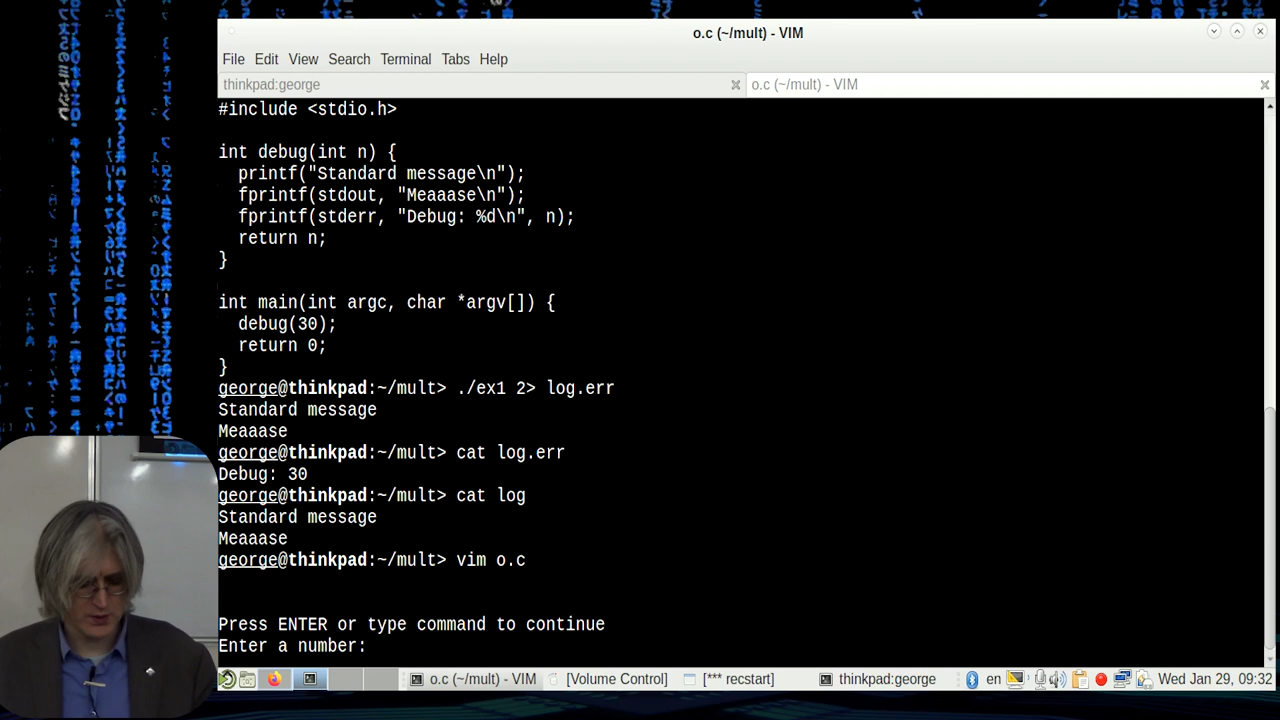 o.c (~/mult) - VIM
File Edit View Search Terminal Tabs Help
thinkpad:george
o.c (~/mult) - VIM
#include <stdio.h>
int debug(int n) {
printf("Standard message\n");
fprintf(stdout, "Meaaase\n");
fprintf(stderr, "Debug: %d\n", n);
return n;
}
int main(int argc, char *argv[]) {
debug(30);
return 0;
}
george@thinkpad:~/mult> ./ex1 2> log.err
Standard message
Meaaase
george@thinkpad:~/mult> cat log.err
Debug: 30
george@thinkpad:~/mult> cat log
Standard message
Meaaase
george@thinkpad:~/mult> vim o.c
Press ENTER or type command to continue
Enter a number:
o.c (~/mult) - VIM [Volume Control] [*** recstart] thinkpad:george en Wed Jan 29, 09:32